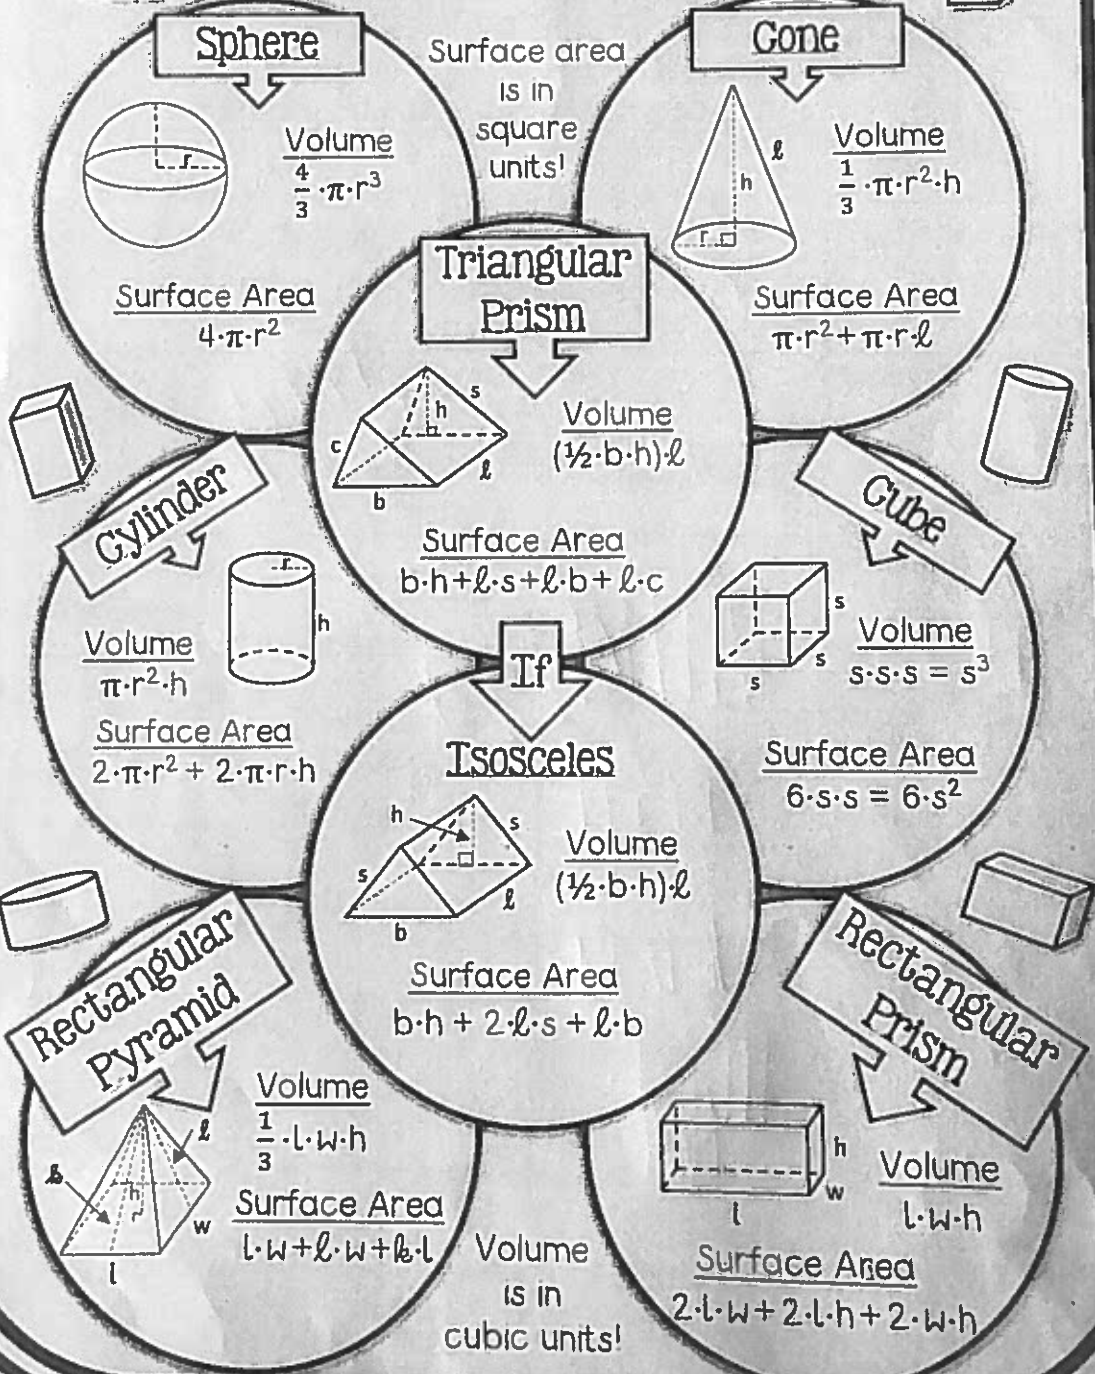 Sphere
Volume
4/3·π·r³
r
Surface Area
4·π·r²
Surface area
is in
square
units!
Cone
Volume
1/3·π·r²·h
ℓ
h
r
Surface Area
π·r²+π·r·ℓ
Triangular
Prism
s
h
c
ℓ
b
Volume
(½·b·h)·ℓ
Surface Area
b·h+ℓ·s+ℓ·b+ℓ·c
Cylinder
r
h
Volume
π·r²·h
Surface Area
2·π·r²+ 2·π·r·h
Cube
s
s
s
Volume
s·s·s = s³
Surface Area
6·s·s = 6·s²
If
Isosceles
h
s
s
ℓ
b
Volume
(½·b·h)·ℓ
Surface Area
b·h + 2·ℓ·s + ℓ·b
Rectangular
Pyramid
Volume
1/3·l·w·h
ℓ
h
w
l
Surface Area
l·w+ℓ·w+k·l
Rectangular
Prism
h
w
l
Volume
l·w·h
Surface Area
2·l·w+2·l·h+2·w·h
Volume
is in
cubic units!